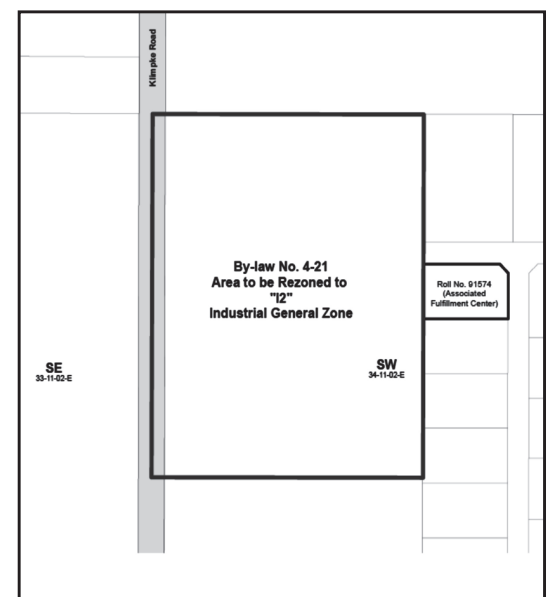 Klimpke Road
By-law No. 4-21
Area to be Rezoned to
"I2"
Industrial General Zone
Roll No. 91574
(Associated
Fulfillment Center)
SE
33-11-02-E
SW
34-11-02-E